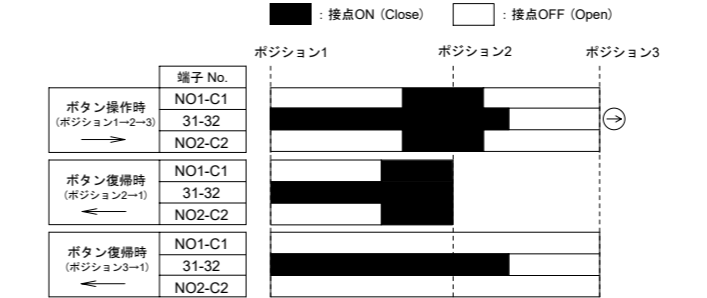 ：接点ON（Close）　：接点OFF（Open）
ポジション1　ポジション2　ポジション3
端子 No.
ボタン操作時
（ポジション1→2→3）
NO1-C1
31-32
NO2-C2
ボタン復帰時
（ポジション2→1）
NO1-C1
31-32
NO2-C2
ボタン復帰時
（ポジション3→1）
NO1-C1
31-32
NO2-C2